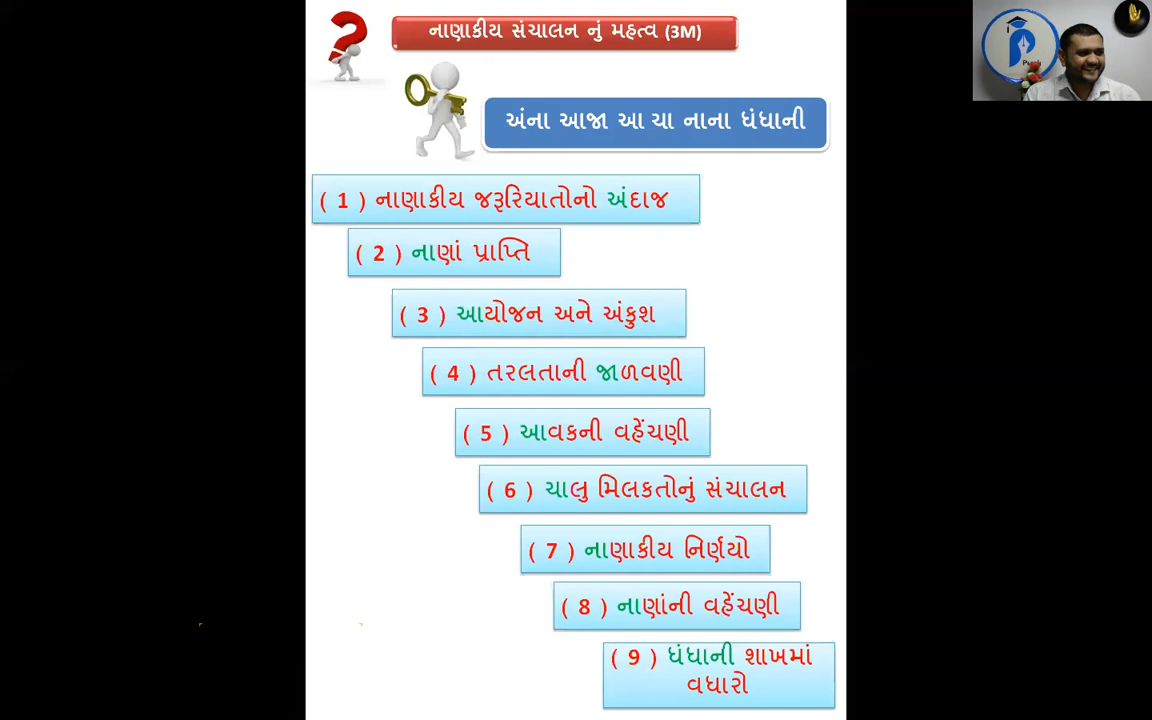 નાણાકીય સંચાલન નું મહત્વ (3M)
અંના આજા આ ચા નાના ધંધાની
( 1 ) નાણાકીય જરૂરિયાતોનો અંદાજ
( 2 ) નાણાં પ્રાપ્તિ
( 3 ) આયોજન અને અંકુશ
( 4 ) તરલતાની જાળવણી
( 5 ) આવકની વહેંચણી
( 6 ) ચાલુ મિલકતોનું સંચાલન
( 7 ) નાણાકીય નિર્ણયો
( 8 ) નાણાંની વહેંચણી
( 9 ) ધંધાની શાખમાં
વધારો